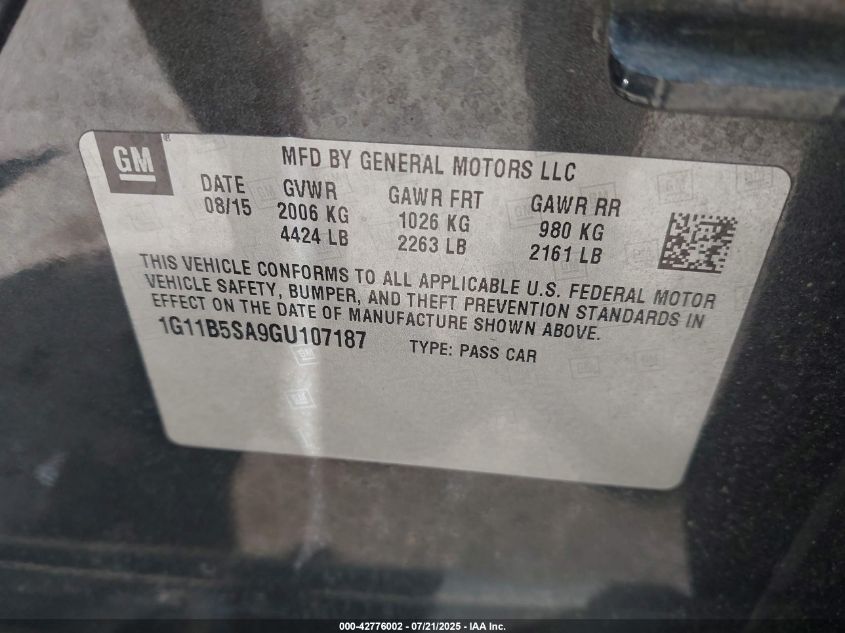 GM
MFD BY GENERAL MOTORS LLC
DATE GVWR GAWR FRT GAWR RR
08/15 2006 KG 1026 KG 980 KG
4424 LB 2263 LB 2161 LB
THIS VEHICLE CONFORMS TO ALL APPLICABLE U.S. FEDERAL MOTOR
VEHICLE SAFETY, BUMPER, AND THEFT PREVENTION STANDARDS IN
EFFECT ON THE DATE OF MANUFACTURE SHOWN ABOVE.
1G11B5SA9GU107187 TYPE: PASS CAR
000-42776002 - 07/21/2025 - IAA Inc.